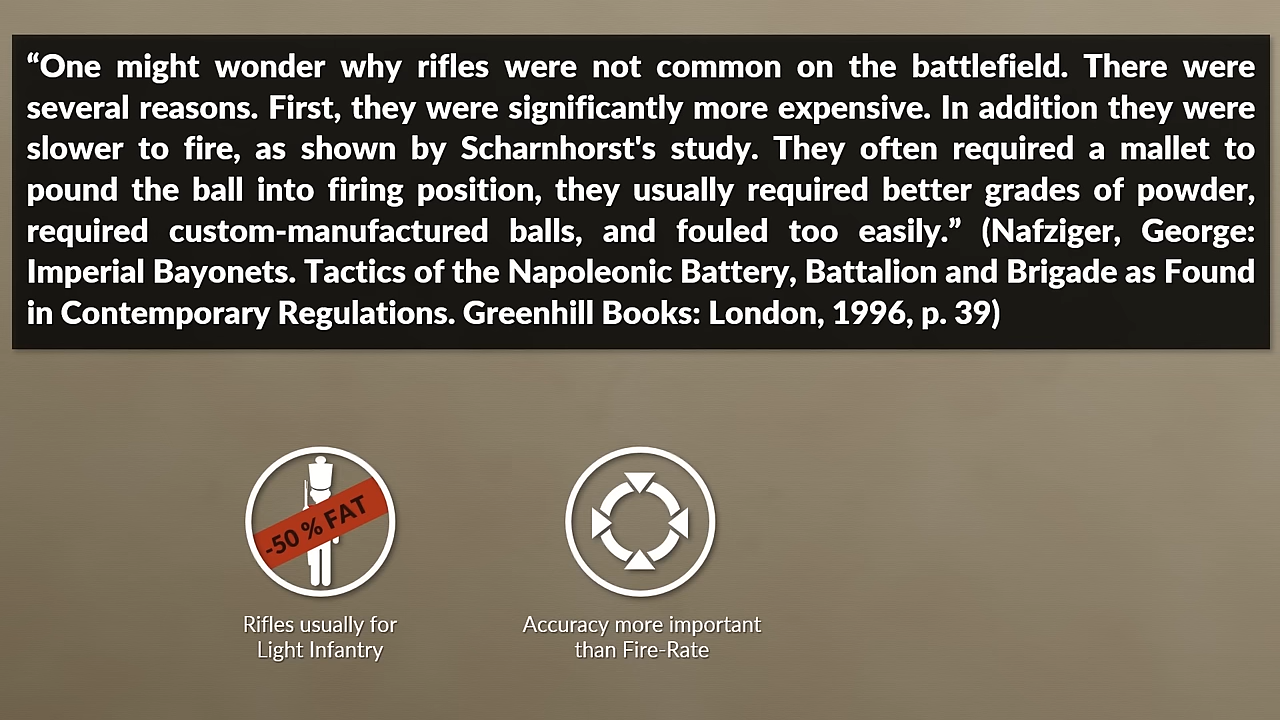 “One might wonder why rifles were not common on the battlefield. There were
several reasons. First, they were significantly more expensive. In addition they were
slower to fire, as shown by Scharnhorst's study. They often required a mallet to
pound the ball into firing position, they usually required better grades of powder,
required custom-manufactured balls, and fouled too easily.” (Nafziger, George:
Imperial Bayonets. Tactics of the Napoleonic Battery, Battalion and Brigade as Found
in Contemporary Regulations. Greenhill Books: London, 1996, p. 39)
-50 % FAT
Rifles usually for
Light Infantry
Accuracy more important
than Fire-Rate